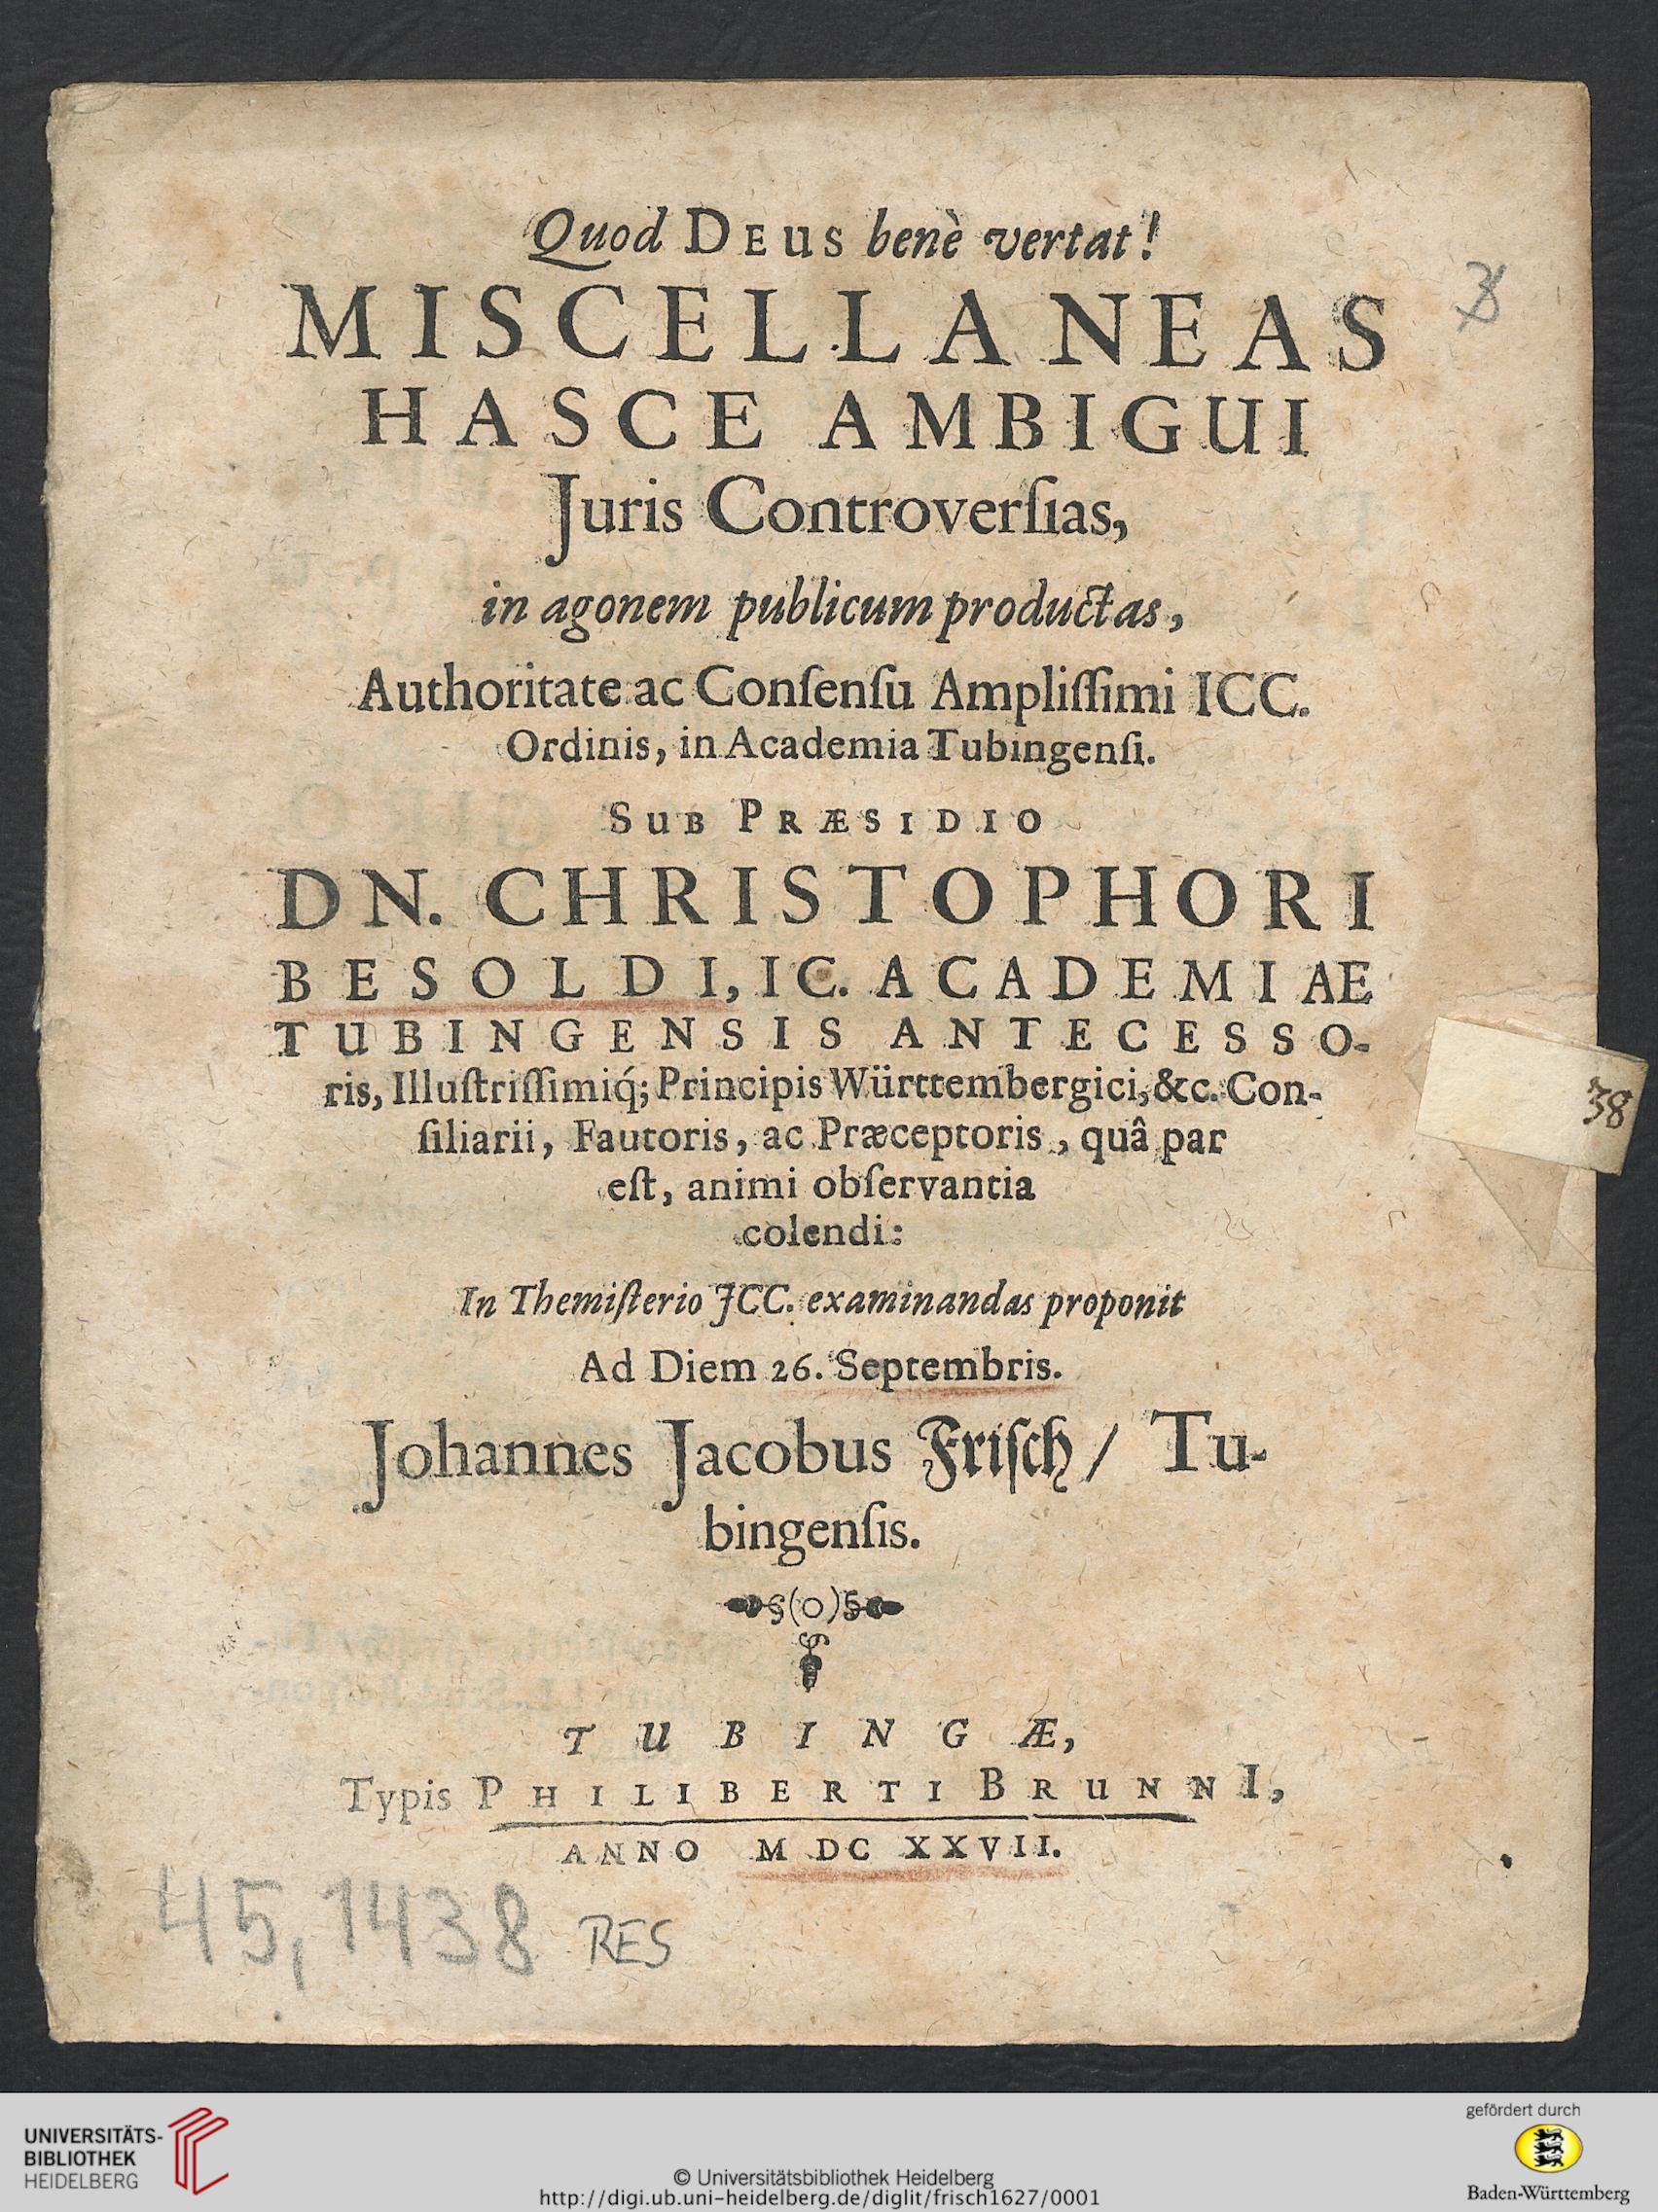 Quod DEUS benè vertat!
MISCELLANEAS
HASCE AMBIGUI
Juris Controverſias,
in agonem publicum productas,
Authoritate ac Conſenſu Ampliſſimi ICC.
Ordinis, in Academia Tubingenſi.
SUB PRÆSIDIO
DN. CHRISTOPHORI
BESOLDI, IC. ACADEMIAE
TUBINGENSIS ANTECESSO-
ris, Illuſtriſſimiq́; Principis Württembergici, &c. Con-
ſiliarii, Fautoris, ac Præceptoris, quâ par
eſt, animi obſervantia
colendi:
In Themiſterio JCC. examinandas proponit
Ad Diem 26. Septembris.
Johannes Jacobus Friſch / Tu-
bingenſis.
(o)
TUBINGÆ,
Typis PHILIBERTI BRUNNI,
ANNO MDCXXVII.
38
45,1438 RES
UNIVERSITÄTS-
BIBLIOTHEK
HEIDELBERG
© Universitätsbibliothek Heidelberg
http://digi.ub.uni-heidelberg.de/diglit/frisch1627/0001
gefördert durch
Baden-Württemberg